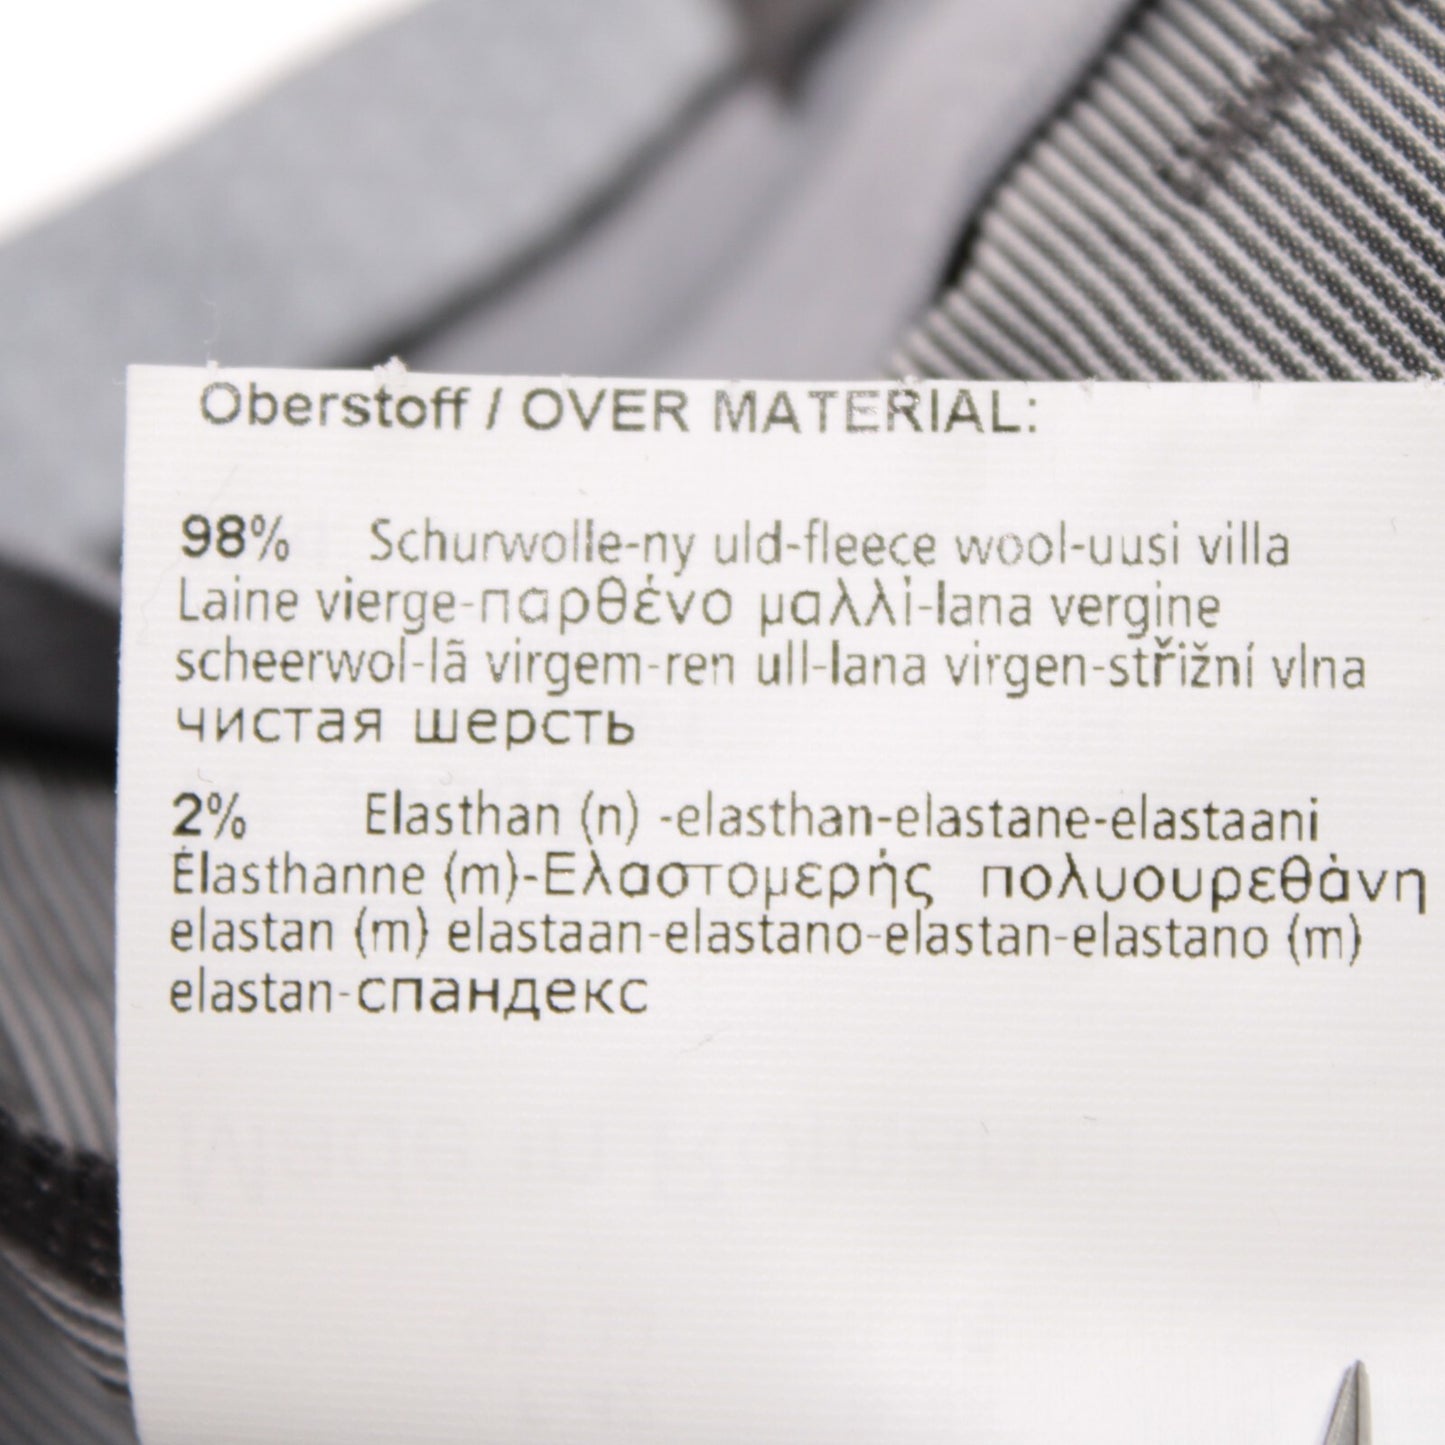 Oberstoff / OVER MATERIAL:
98% Schurwolle-ny uld-fleece wool-uusi villa
Laine vierge-παρθένο μαλλί-lana vergine
scheerwol-lã virgem-ren ull-lana virgen-střižní vlna
чистая шерсть
2% Elasthan (n) -elasthan-elastane-elastaani
Élasthanne (m)-Ελαστομερής πολυουρεθάνη
elastan (m) elastaan-elastano-elastan-elastano (m)
elastan-спандекс